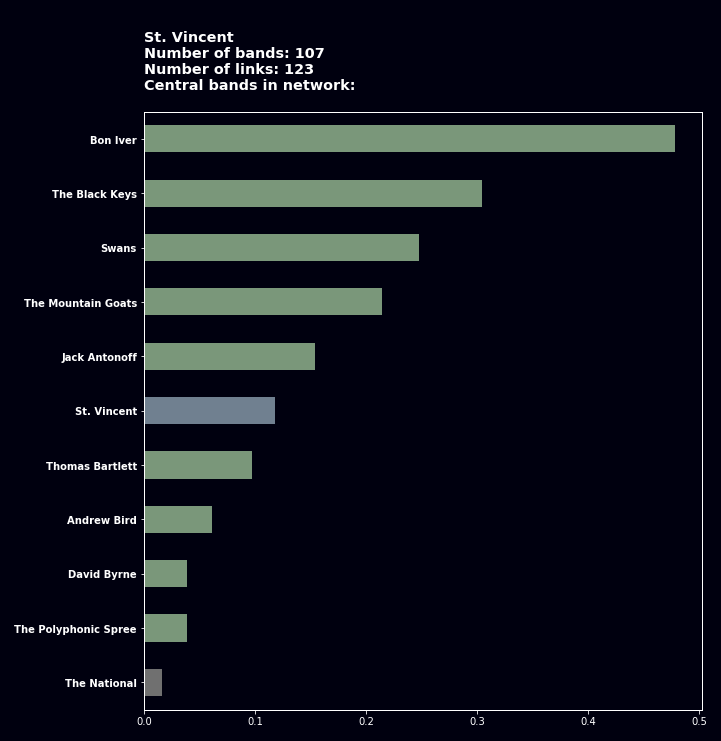 St. Vincent
Number of bands: 107
Number of links: 123
Central bands in network:
Bon Iver
The Black Keys
Swans
The Mountain Goats
Jack Antonoff
St. Vincent
Thomas Bartlett
Andrew Bird
David Byrne
The Polyphonic Spree
The National
0.0 0.1 0.2 0.3 0.4 0.5